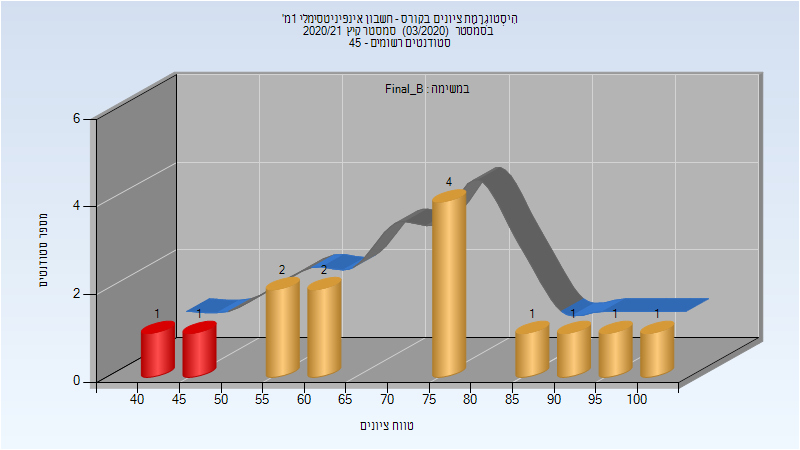 היסטוגרמת ציונים בקורס - חשבון אינפיניטסימלי 1מ'
בסמסטר (03/2020) סמסטר קיץ 2020/21
סטודנטים רשומים - 45
במשימה: Final_B
מספר סטודנטים
6
4
2
0
1 1 2 2 4 1 1 1 1
40 45 50 55 60 65 70 75 80 85 90 95 100
טווח ציונים